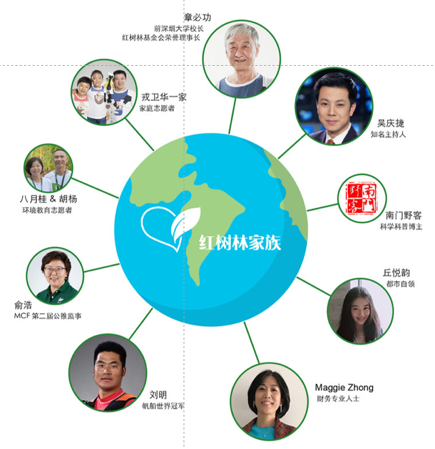 章必功
前深圳大学校长
红树林基金会荣誉理事长
戎卫华一家
家庭志愿者
吴庆捷
知名主持人
八月桂 & 胡杨
环境教育志愿者
南门野客
科学科普博主
红树林家族
丘悦韵
都市白领
俞浩
MCF 第二届公推监事
刘明
帆船世界冠军
Maggie Zhong
财务专业人士